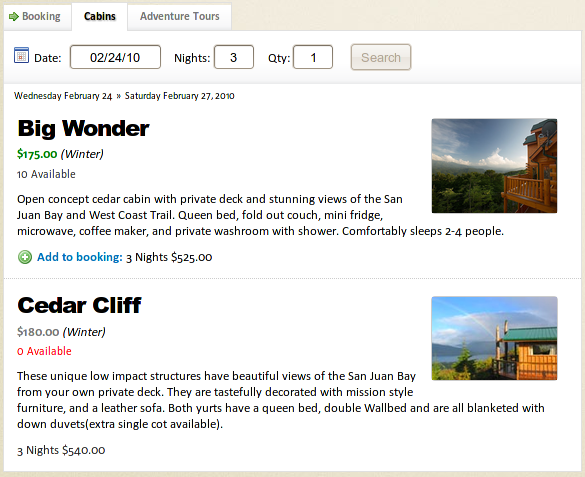 Booking Cabins Adventure Tours
Date: 02/24/10 Nights: 3 Qty: 1 Search
Wednesday February 24 » Saturday February 27, 2010
Big Wonder
$175.00 (Winter)
10 Available
Open concept cedar cabin with private deck and stunning views of the San
Juan Bay and West Coast Trail. Queen bed, fold out couch, mini fridge,
microwave, coffee maker, and private washroom with shower. Comfortably sleeps 2-4 people.
Add to booking: 3 Nights $525.00
Cedar Cliff
$180.00 (Winter)
0 Available
These unique low impact structures have beautiful views of the San Juan Bay
from your own private deck. They are tastefully decorated with mission style
furniture, and a leather sofa. Both yurts have a queen bed, double Wallbed and are all blanketed with
down duvets(extra single cot available).
3 Nights $540.00